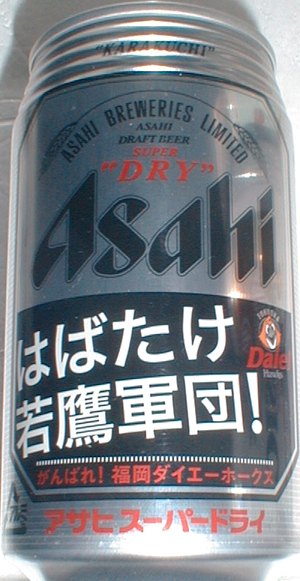 "KARAKUCHI"
ASAHI BREWERIES LIMITED
ASAHI
DRAFT BEER
SUPER
"DRY"
Asahi
はばたけ
若鷹軍団!
Daiei
Hawks
がんばれ! 福岡ダイエーホークス
アサヒスーパードライ